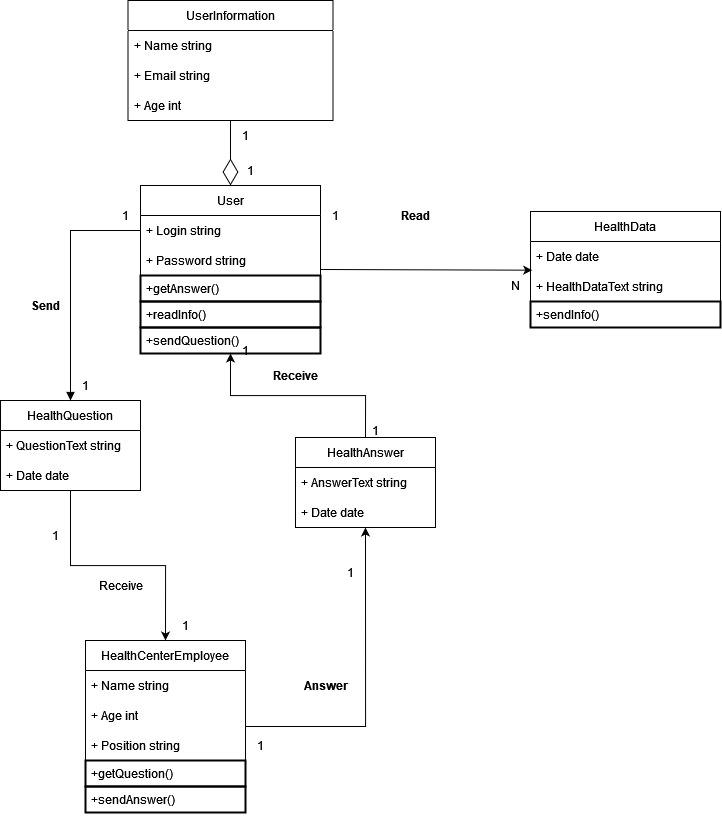 UserInformation
+ Name string
+ Email string
+ Age int
1
1
User
1
1
Read
+ Login string
+ Password string
+getAnswer()
+readInfo()
+sendQuestion()
1
HealthData
+ Date date
N
+ HealthDataText string
+sendInfo()
Send
1
Receive
HealthQuestion
+ QuestionText string
+ Date date
1
HealthAnswer
+ AnswerText string
+ Date date
1
Receive
1
1
Answer
HealthCenterEmployee
+ Name string
+ Age int
+ Position string
1
+getQuestion()
+sendAnswer()